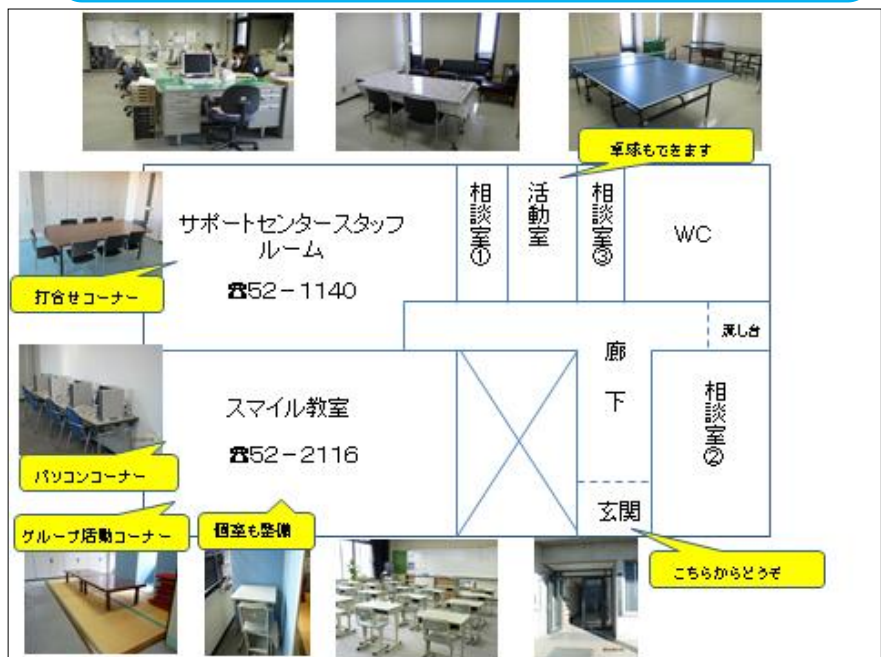 卓球もできます
サポートセンタースタッフ
ルーム
☎52－1140
相談室①
活動室
相談室③
WC
打合せコーナー
流し台
廊下
スマイル教室
☎52－2116
相談室②
パソコンコーナー
グループ活動コーナー
個室も整備
玄関
こちらからどうぞ